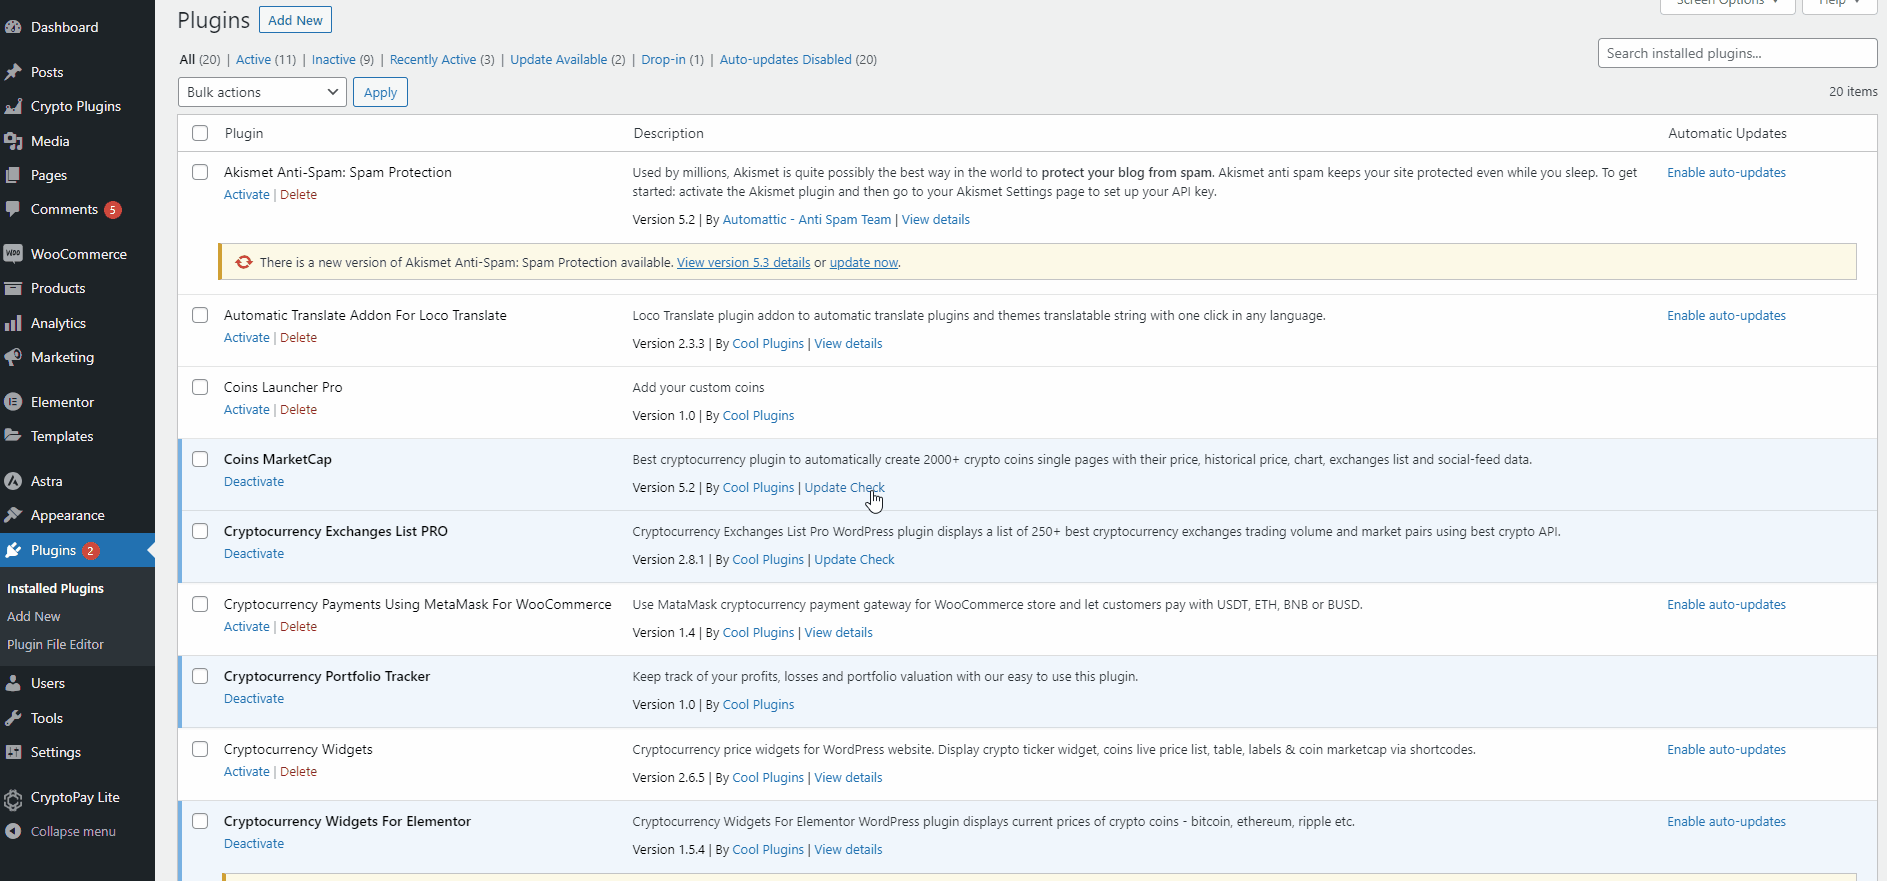 Dashboard
Posts
Crypto Plugins
Media
Pages
Comments 5
WooCommerce
Products
Analytics
Marketing
Elementor
Templates
Astra
Appearance
Plugins 2
Installed Plugins
Add New
Plugin File Editor
Users
Tools
Settings
CryptoPay Lite
Collapse menu
Screen Options
Help
Plugins Add New
All (20) | Active (11) | Inactive (9) | Recently Active (3) | Update Available (2) | Drop-in (1) | Auto-updates Disabled (20)
Search installed plugins...
Bulk actions Apply
20 items
Plugin Description Automatic Updates
Akismet Anti-Spam: Spam Protection
Activate | Delete
Used by millions, Akismet is quite possibly the best way in the world to protect your blog from spam. Akismet anti spam keeps your site protected even while you sleep. To get
started: activate the Akismet plugin and then go to your Akismet Settings page to set up your API key.
Version 5.2 | By Automattic - Anti Spam Team | View details
Enable auto-updates
There is a new version of Akismet Anti-Spam: Spam Protection available. View version 5.3 details or update now.
Automatic Translate Addon For Loco Translate
Activate | Delete
Loco Translate plugin addon to automatic translate plugins and themes translatable string with one click in any language.
Version 2.3.3 | By Cool Plugins | View details
Enable auto-updates
Coins Launcher Pro
Activate | Delete
Add your custom coins
Version 1.0 | By Cool Plugins
Coins MarketCap
Deactivate
Best cryptocurrency plugin to automatically create 2000+ crypto coins single pages with their price, historical price, chart, exchanges list and social-feed data.
Version 5.2 | By Cool Plugins | Update Check
Cryptocurrency Exchanges List PRO
Deactivate
Cryptocurrency Exchanges List Pro WordPress plugin displays a list of 250+ best cryptocurrency exchanges trading volume and market pairs using best crypto API.
Version 2.8.1 | By Cool Plugins | Update Check
Cryptocurrency Payments Using MetaMask For WooCommerce
Activate | Delete
Use MataMask cryptocurrency payment gateway for WooCommerce store and let customers pay with USDT, ETH, BNB or BUSD.
Version 1.4 | By Cool Plugins | View details
Enable auto-updates
Cryptocurrency Portfolio Tracker
Deactivate
Keep track of your profits, losses and portfolio valuation with our easy to use this plugin.
Version 1.0 | By Cool Plugins
Cryptocurrency Widgets
Activate | Delete
Cryptocurrency price widgets for WordPress website. Display crypto ticker widget, coins live price list, table, labels & coin marketcap via shortcodes.
Version 2.6.5 | By Cool Plugins | View details
Enable auto-updates
Cryptocurrency Widgets For Elementor
Deactivate
Cryptocurrency Widgets For Elementor WordPress plugin displays current prices of crypto coins - bitcoin, ethereum, ripple etc.
Version 1.5.4 | By Cool Plugins | View details
Enable auto-updates